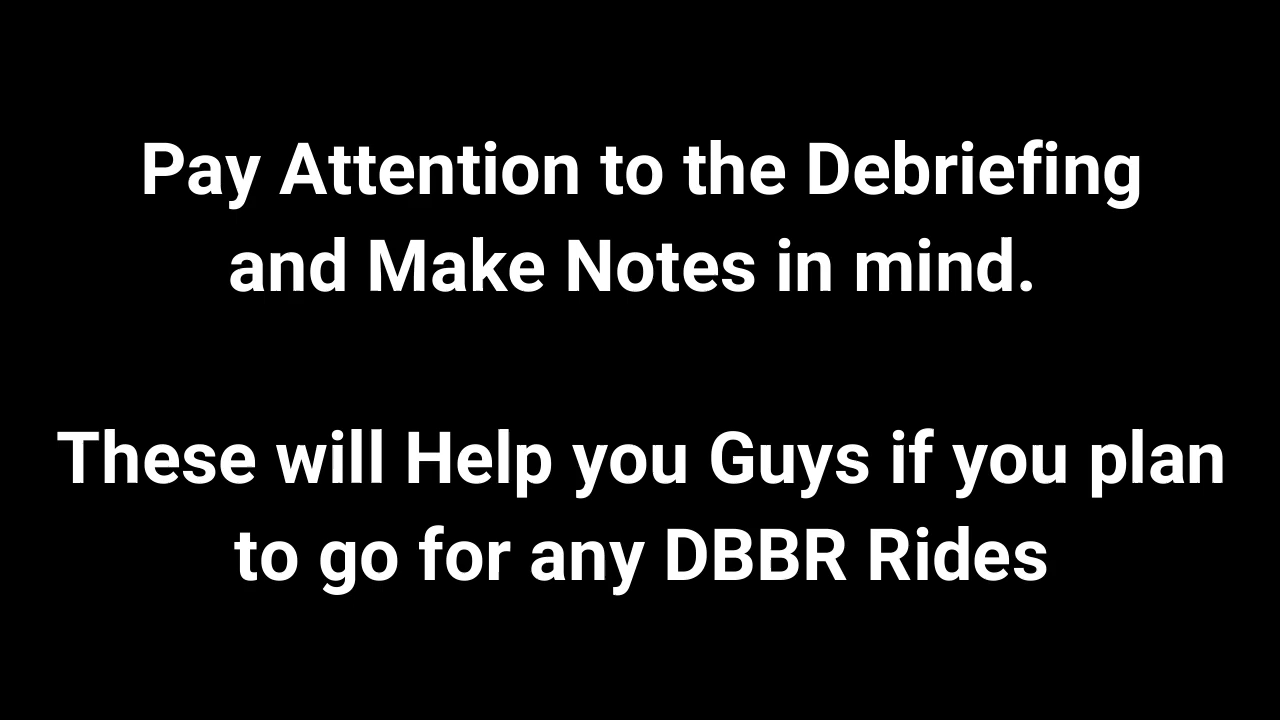 Pay Attention to the Debriefing
and Make Notes in mind.
These will Help you Guys if you plan
to go for any DBBR Rides